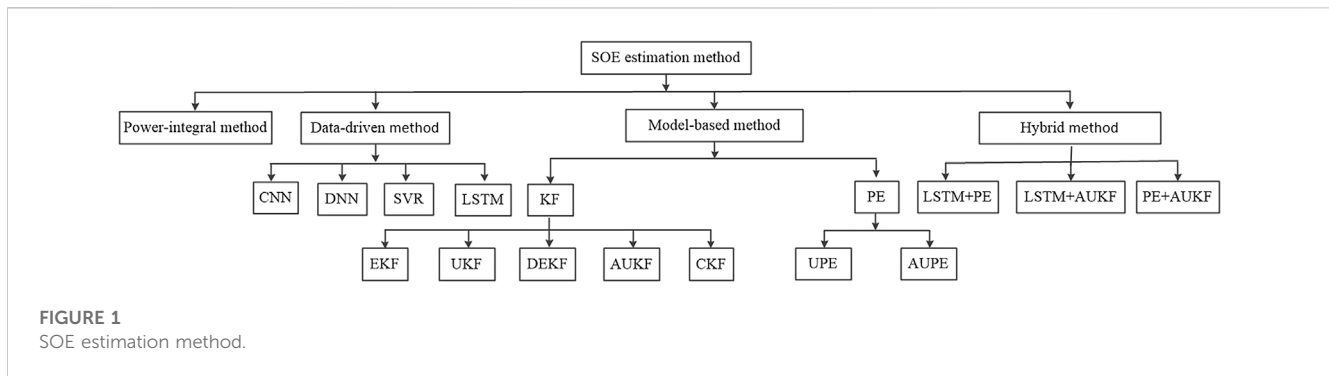 SOE estimation method
Power-integral method
Data-driven method
Model-based method
Hybrid method
CNN
DNN
SVR
LSTM
KF
PE
LSTM+PE
LSTM+AUKF
PE+AUKF
EKF
UKF
DEKF
AUKF
CKF
UPE
AUPE
FIGURE 1
SOE estimation method.